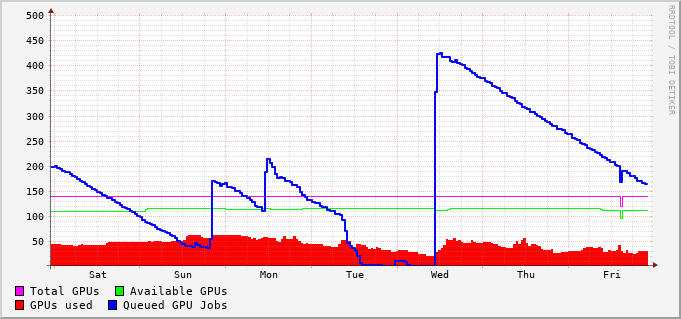 500
450
400
350
300
250
200
150
100
50
Sat Sun Mon Tue Wed Thu Fri
Total GPUs Available GPUs
GPUs used Queued GPU Jobs
RRDTOOL / TOBI OETIKER